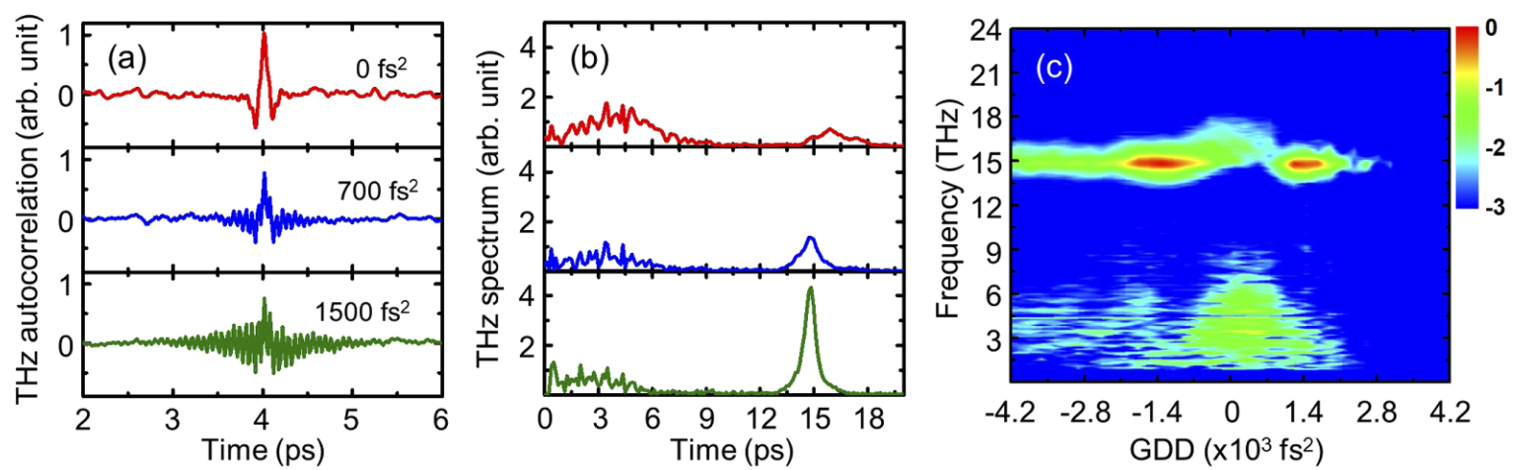 (a)
0 fs²
700 fs²
1500 fs²
THz autocorrelation (arb. unit)
1
0
1
0
1
0
2 3 4 5 6
Time (ps)
(b)
THz spectrum (arb. unit)
4
2
4
2
4
2
0 3 6 9 12 15 18
Time (ps)
(c)
Frequency (THz)
24
21
18
15
12
9
6
3
-4.2 -2.8 -1.4 0 1.4 2.8 4.2
GDD (x10³ fs²)
0
-1
-2
-3